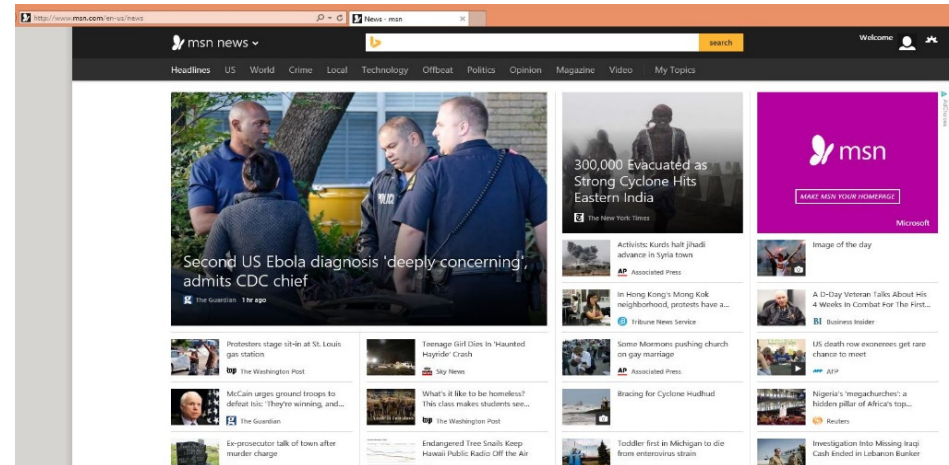 http://www.msn.com/en-us/news
News - msn
msn news
search
Welcome
Headlines US World Crime Local Technology Offbeat Politics Opinion Magazine Video My Topics
Second US Ebola diagnosis 'deeply concerning',
admits CDC chief
The Guardian 1 hr ago
300,000 Evacuated as
Strong Cyclone Hits
Eastern India
The New York Times
msn
MAKE MSN YOUR HOMEPAGE
Microsoft
AdChoices
Activists: Kurds halt jihadi
advance in Syria town
AP Associated Press
Image of the day
In Hong Kong's Mong Kok
neighborhood, protests have a...
Tribune News Service
A D-Day Veteran Talks About His
4 Weeks In Combat For The First...
BI Business Insider
Protesters stage sit-in at St. Louis
gas station
wp The Washington Post
Teenage Girl Dies In 'Haunted
Hayride' Crash
Sky News
Some Mormons pushing church
on gay marriage
AP Associated Press
US death row exonerees get rare
chance to meet
AFP AFP
McCain urges ground troops to
defeat Isis: 'They're winning, and...
The Guardian
What's it like to be homeless?
This class makes students see...
wp The Washington Post
Bracing for Cyclone Hudhud
Nigeria's 'megachurches': a
hidden pillar of Africa's top...
Reuters
Ex-prosecutor talk of town after
murder charge
Endangered Tree Snails Keep
Hawaii Public Radio Off the Air
Toddler first in Michigan to die
from enterovirus strain
Investigation Into Missing Iraqi
Cash Ended in Lebanon Bunker